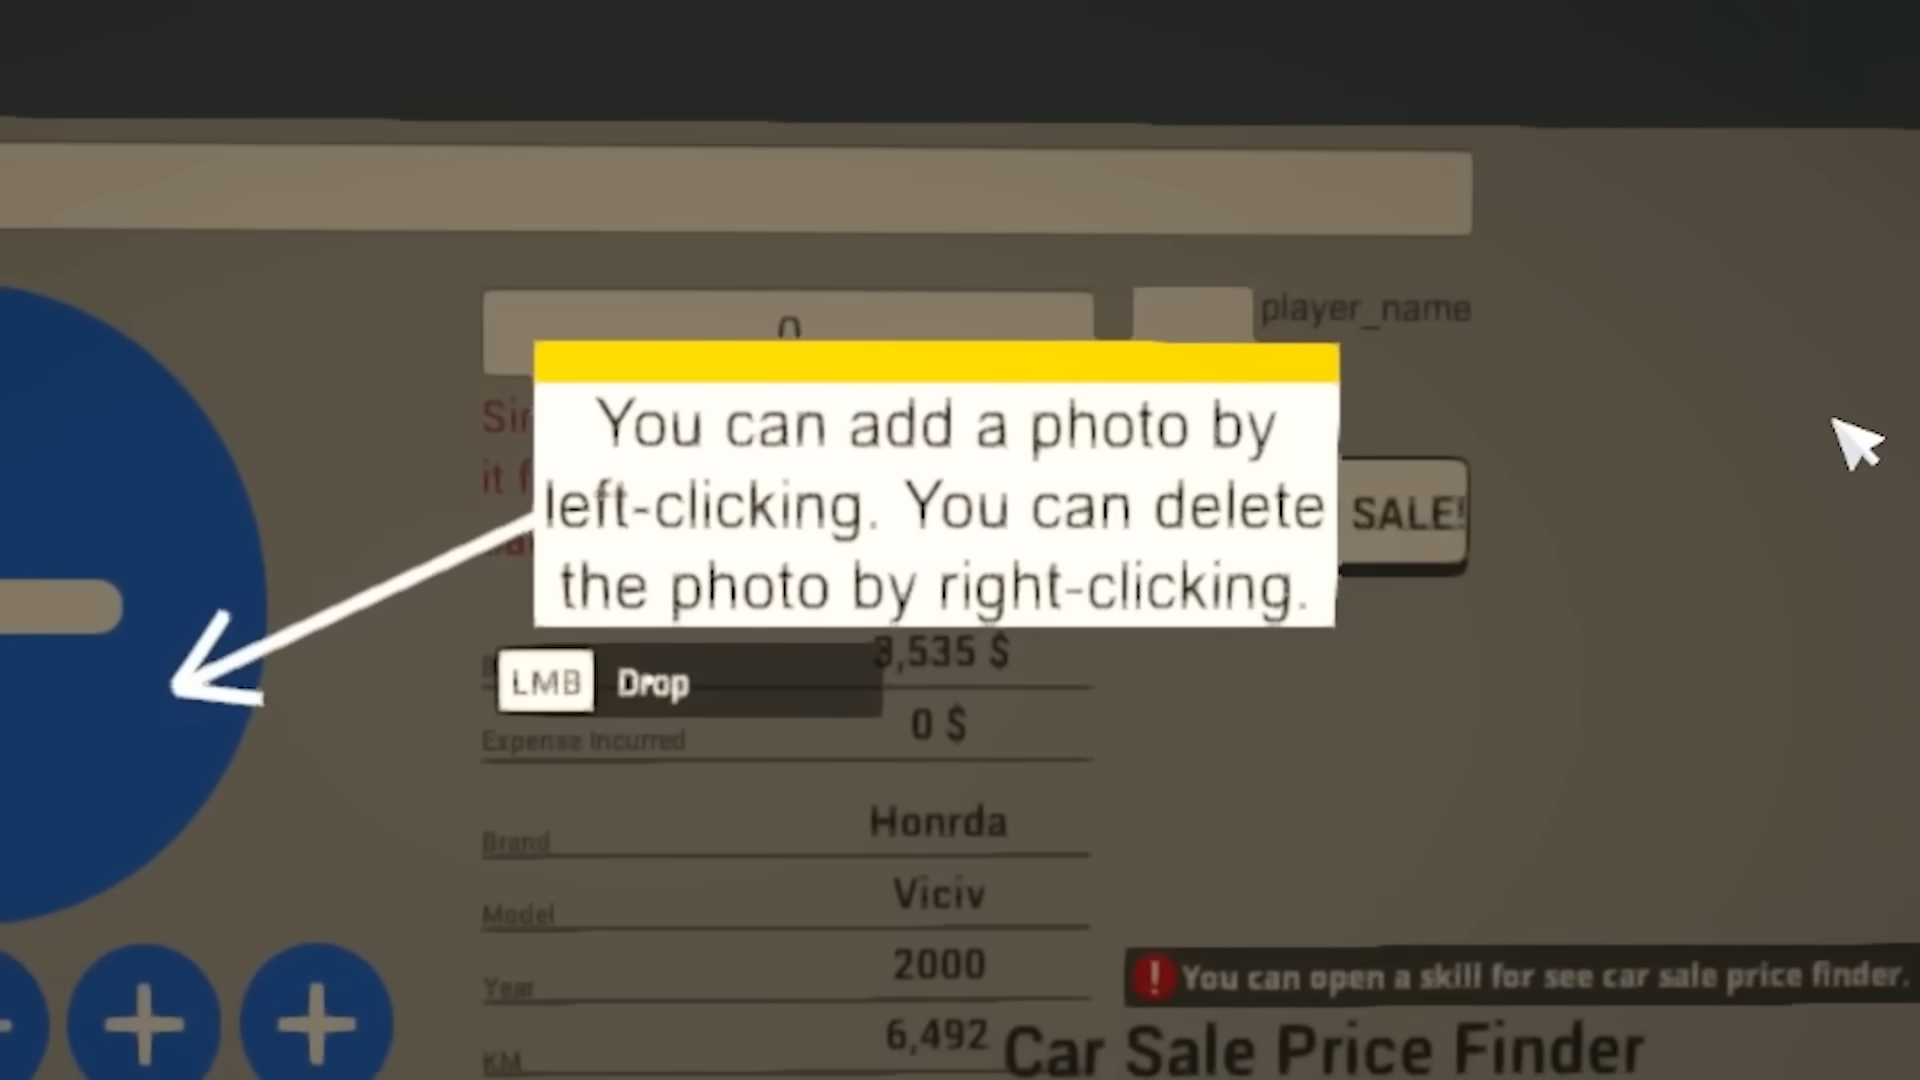 0
player_name
You can add a photo by
left-clicking. You can delete
the photo by right-clicking.
SALE!
3,535 $
LMB Drop
Expense Incurred 0 $
Brand Honrda
Model Viciv
Year 2000
KM 6,492
! You can open a skill for see car sale price finder.
Car Sale Price Finder